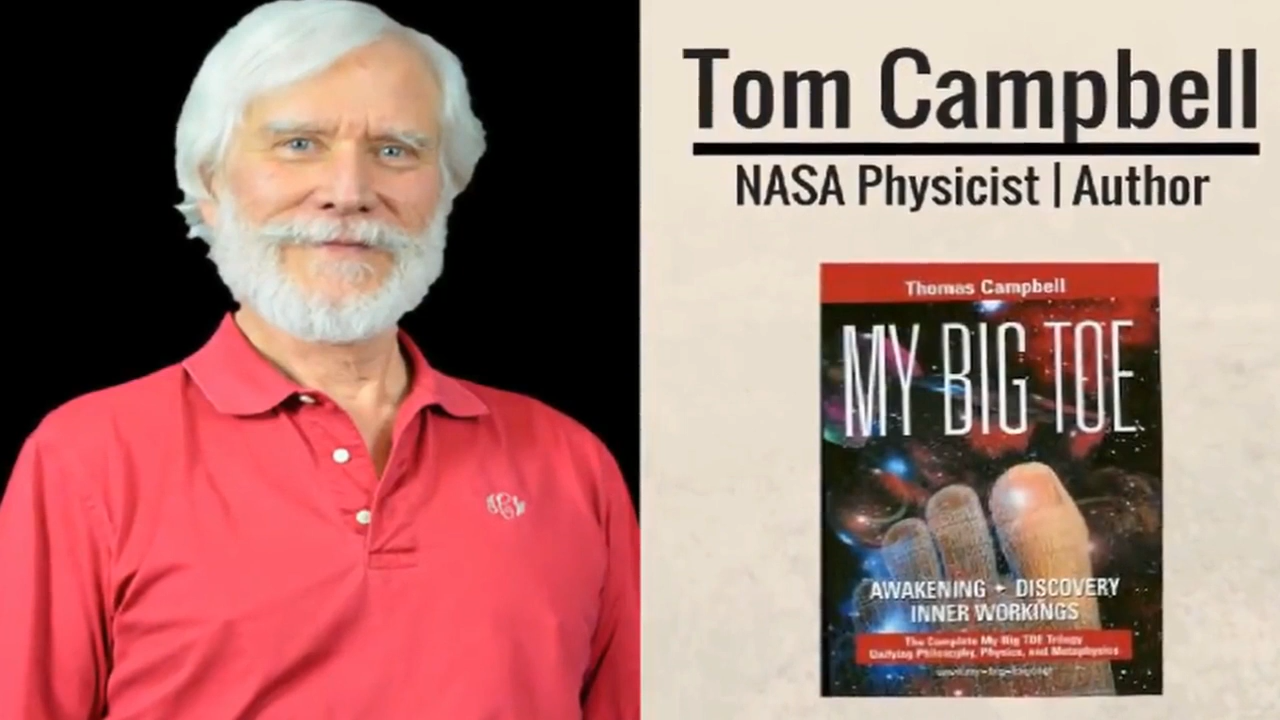 Tom Campbell
NASA Physicist | Author
Thomas Campbell
MY BIG TOE
AWAKENING - DISCOVERY
INNER WORKINGS
The Complete My Big TOE Trilogy
Unifying Philosophy, Physics, and Metaphysics